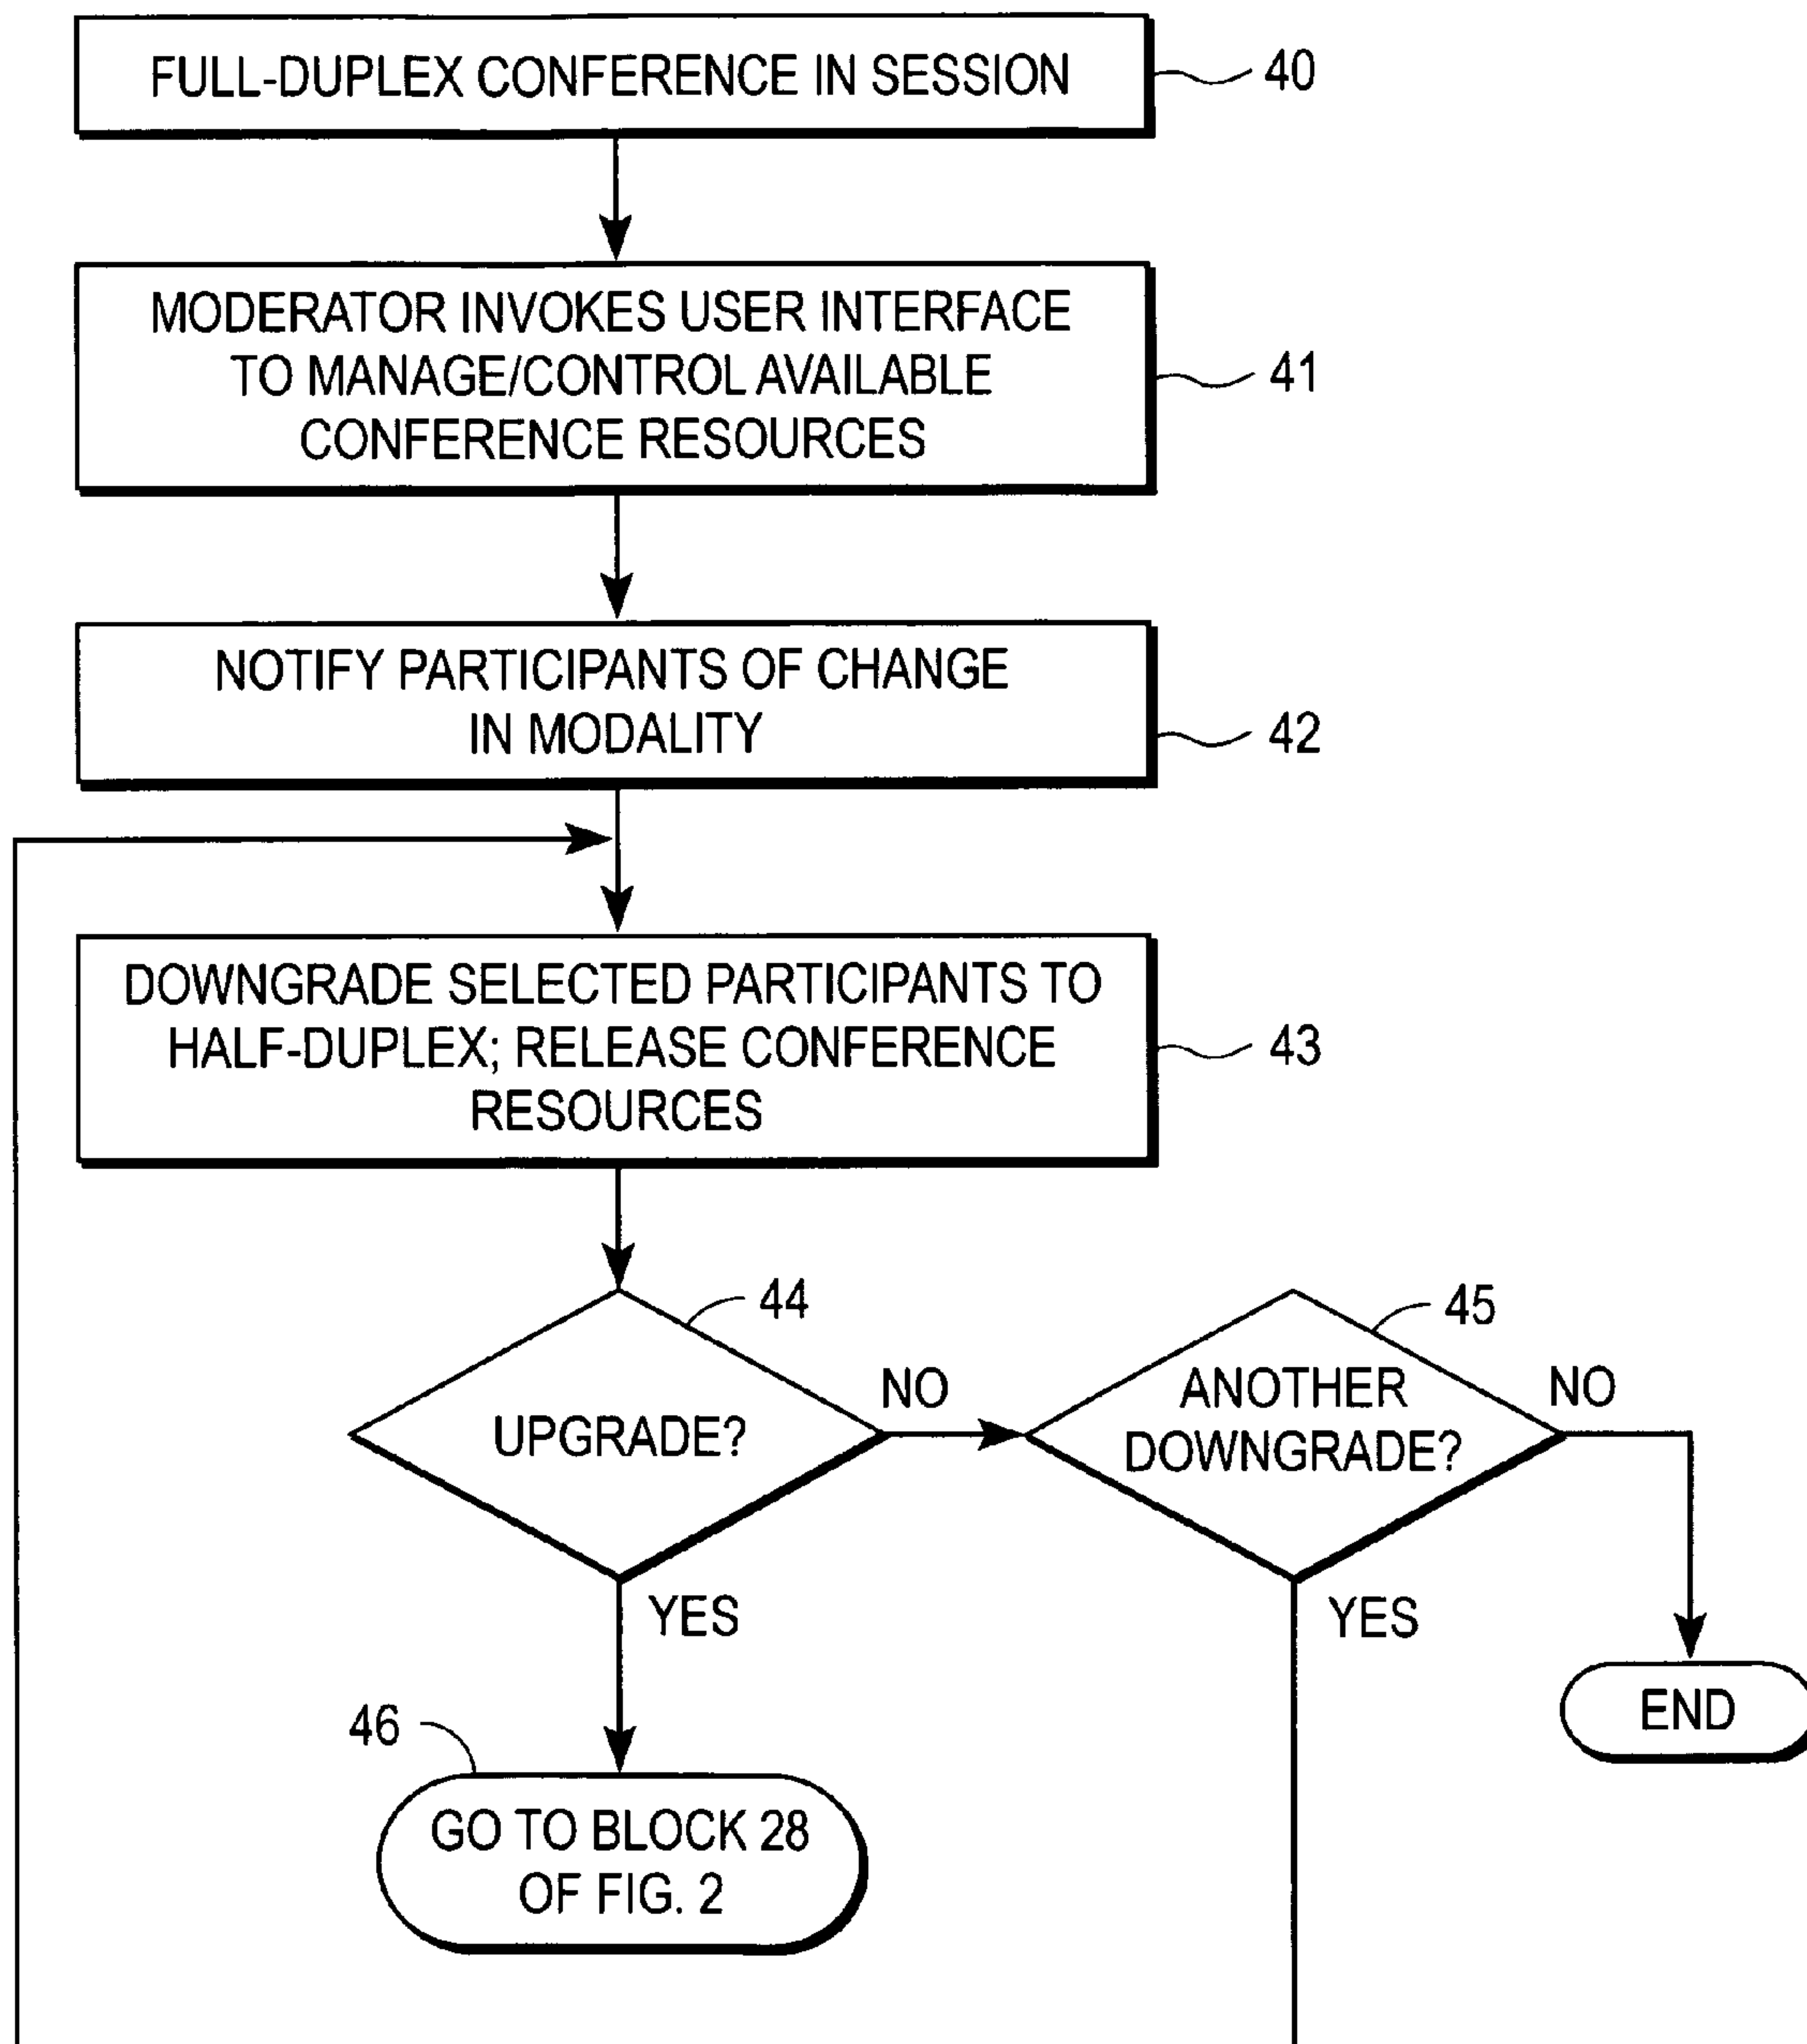 FULL-DUPLEX CONFERENCE IN SESSION
40
MODERATOR INVOKES USER INTERFACE
TO MANAGE/CONTROL AVAILABLE
CONFERENCE RESOURCES
41
NOTIFY PARTICIPANTS OF CHANGE
IN MODALITY
42
DOWNGRADE SELECTED PARTICIPANTS TO
HALF-DUPLEX; RELEASE CONFERENCE
RESOURCES
43
44
UPGRADE?
NO
YES
45
ANOTHER
DOWNGRADE?
NO
YES
END
46
GO TO BLOCK 28
OF FIG. 2